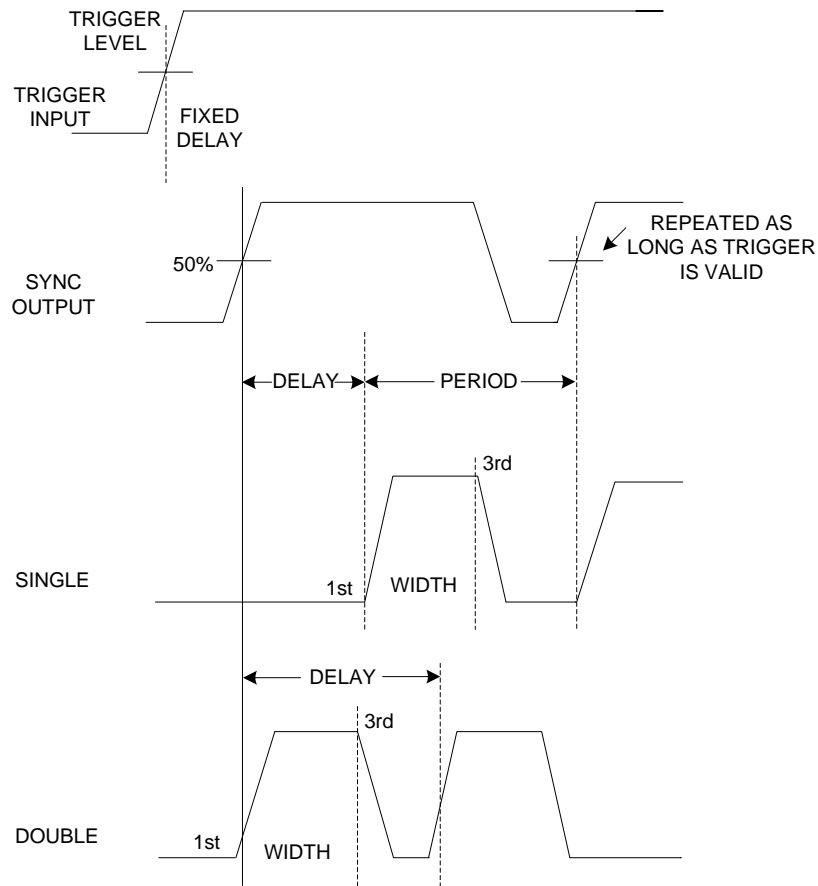 TRIGGER
LEVEL
TRIGGER
INPUT
FIXED
DELAY
50%
SYNC
OUTPUT
REPEATED AS
LONG AS TRIGGER
IS VALID
DELAY
PERIOD
3rd
SINGLE
1st
WIDTH
DELAY
3rd
DOUBLE
1st
WIDTH